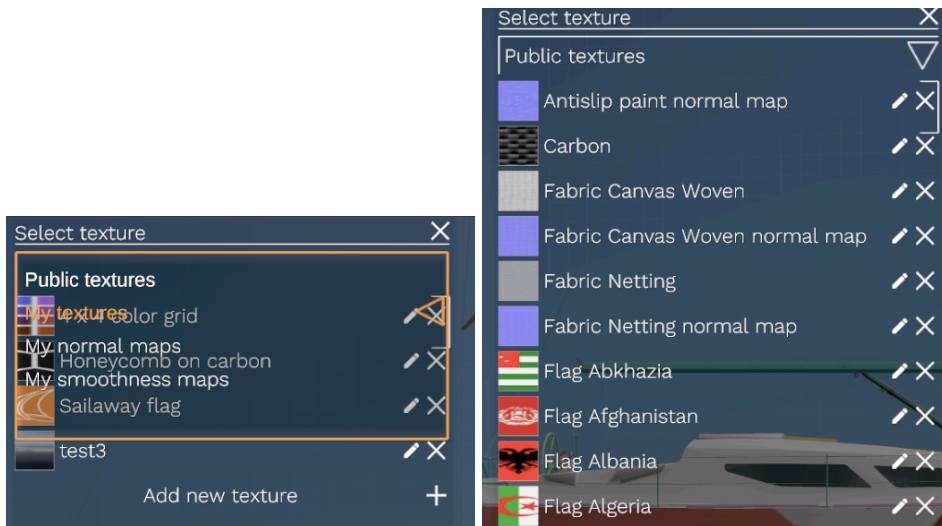 Select texture
Public textures
My textures
4 x 4 color grid
My normal maps
Honeycomb on carbon
My smoothness maps
Sailaway flag
test3
Add new texture
Select texture
Public textures
Antislip paint normal map
Carbon
Fabric Canvas Woven
Fabric Canvas Woven normal map
Fabric Netting
Fabric Netting normal map
Flag Abkhazia
Flag Afghanistan
Flag Albania
Flag Algeria